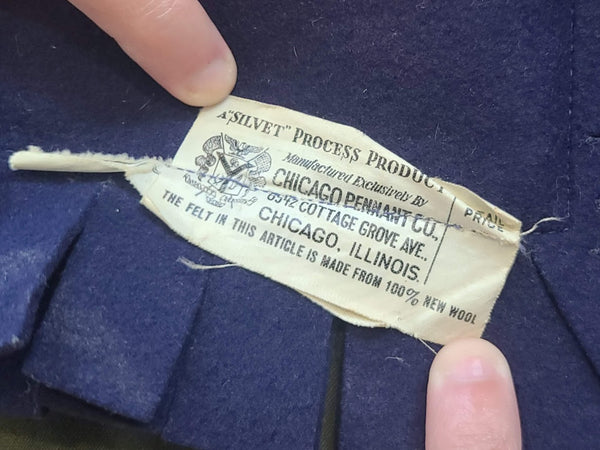 A "SILVET" PROCESS PRODUCT
Manufactured Exclusively By
CHICAGO PENNANT CO.,
6542 COTTAGE GROVE AVE.,
CHICAGO, ILLINOIS.
THE FELT IN THIS ARTICLE IS MADE FROM 100% NEW WOOL